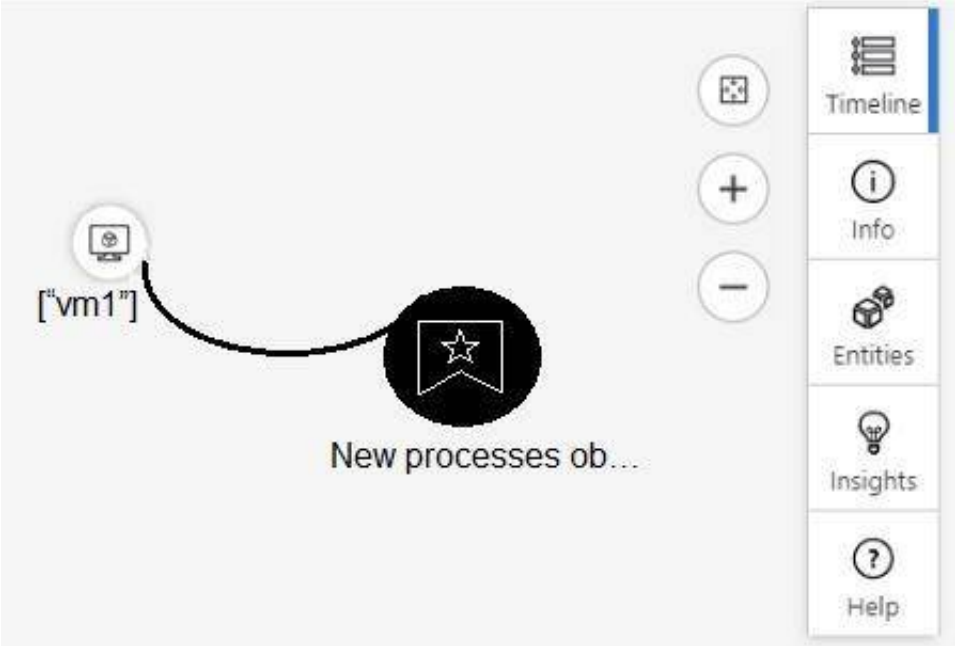 Timeline
Info
["vm1"]
Entities
New processes ob...
Insights
Help